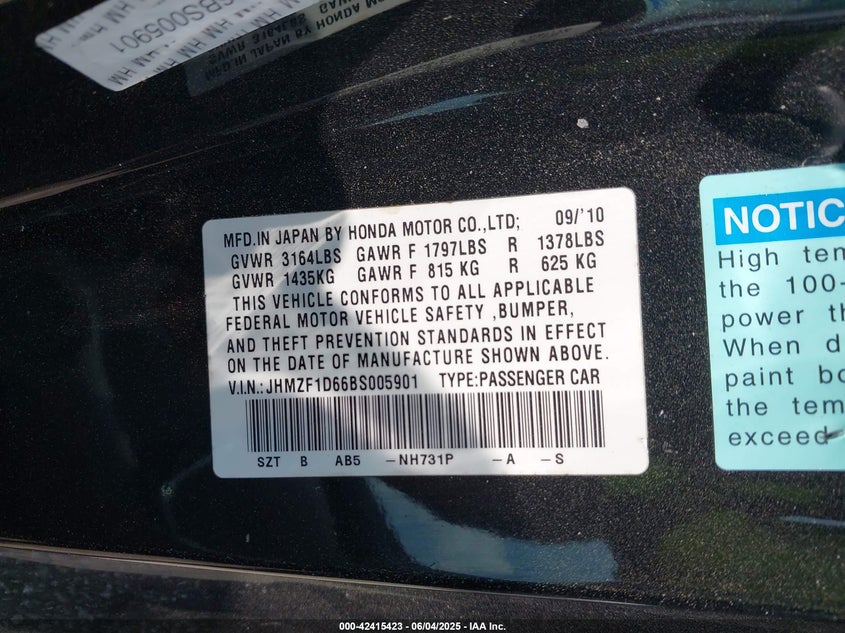 BS005901
MFD.IN JAPAN BY HONDA MOTOR CO.,LTD; 09/'10
GVWR 3164LBS GAWR F 1797LBS R 1378LBS
GVWR 1435KG GAWR F 815 KG R 625 KG
THIS VEHICLE CONFORMS TO ALL APPLICABLE
FEDERAL MOTOR VEHICLE SAFETY ,BUMPER,
AND THEFT PREVENTION STANDARDS IN EFFECT
ON THE DATE OF MANUFACTURE SHOWN ABOVE.
V.I.N.:JHMZF1D66BS005901 TYPE:PASSENGER CAR
SZT B AB5 -NH731P -A -S
NOTIC
High tem
the 100-
power th
When d
paint bo
the tem
exceed
000-42415423 - 06/04/2025 - IAA Inc.